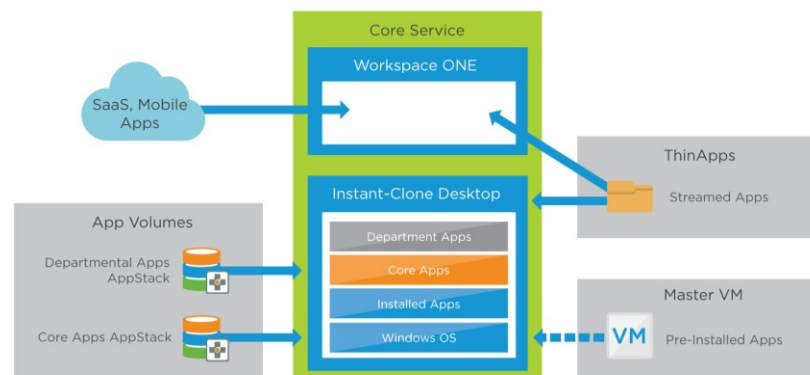 Core Service
Workspace ONE
SaaS, Mobile
Apps
ThinApps
Streamed Apps
Instant-Clone Desktop
Department Apps
Core Apps
Installed Apps
Windows OS
App Volumes
Departmental Apps
AppStack
Core Apps AppStack
Master VM
VM
Pre-Installed Apps